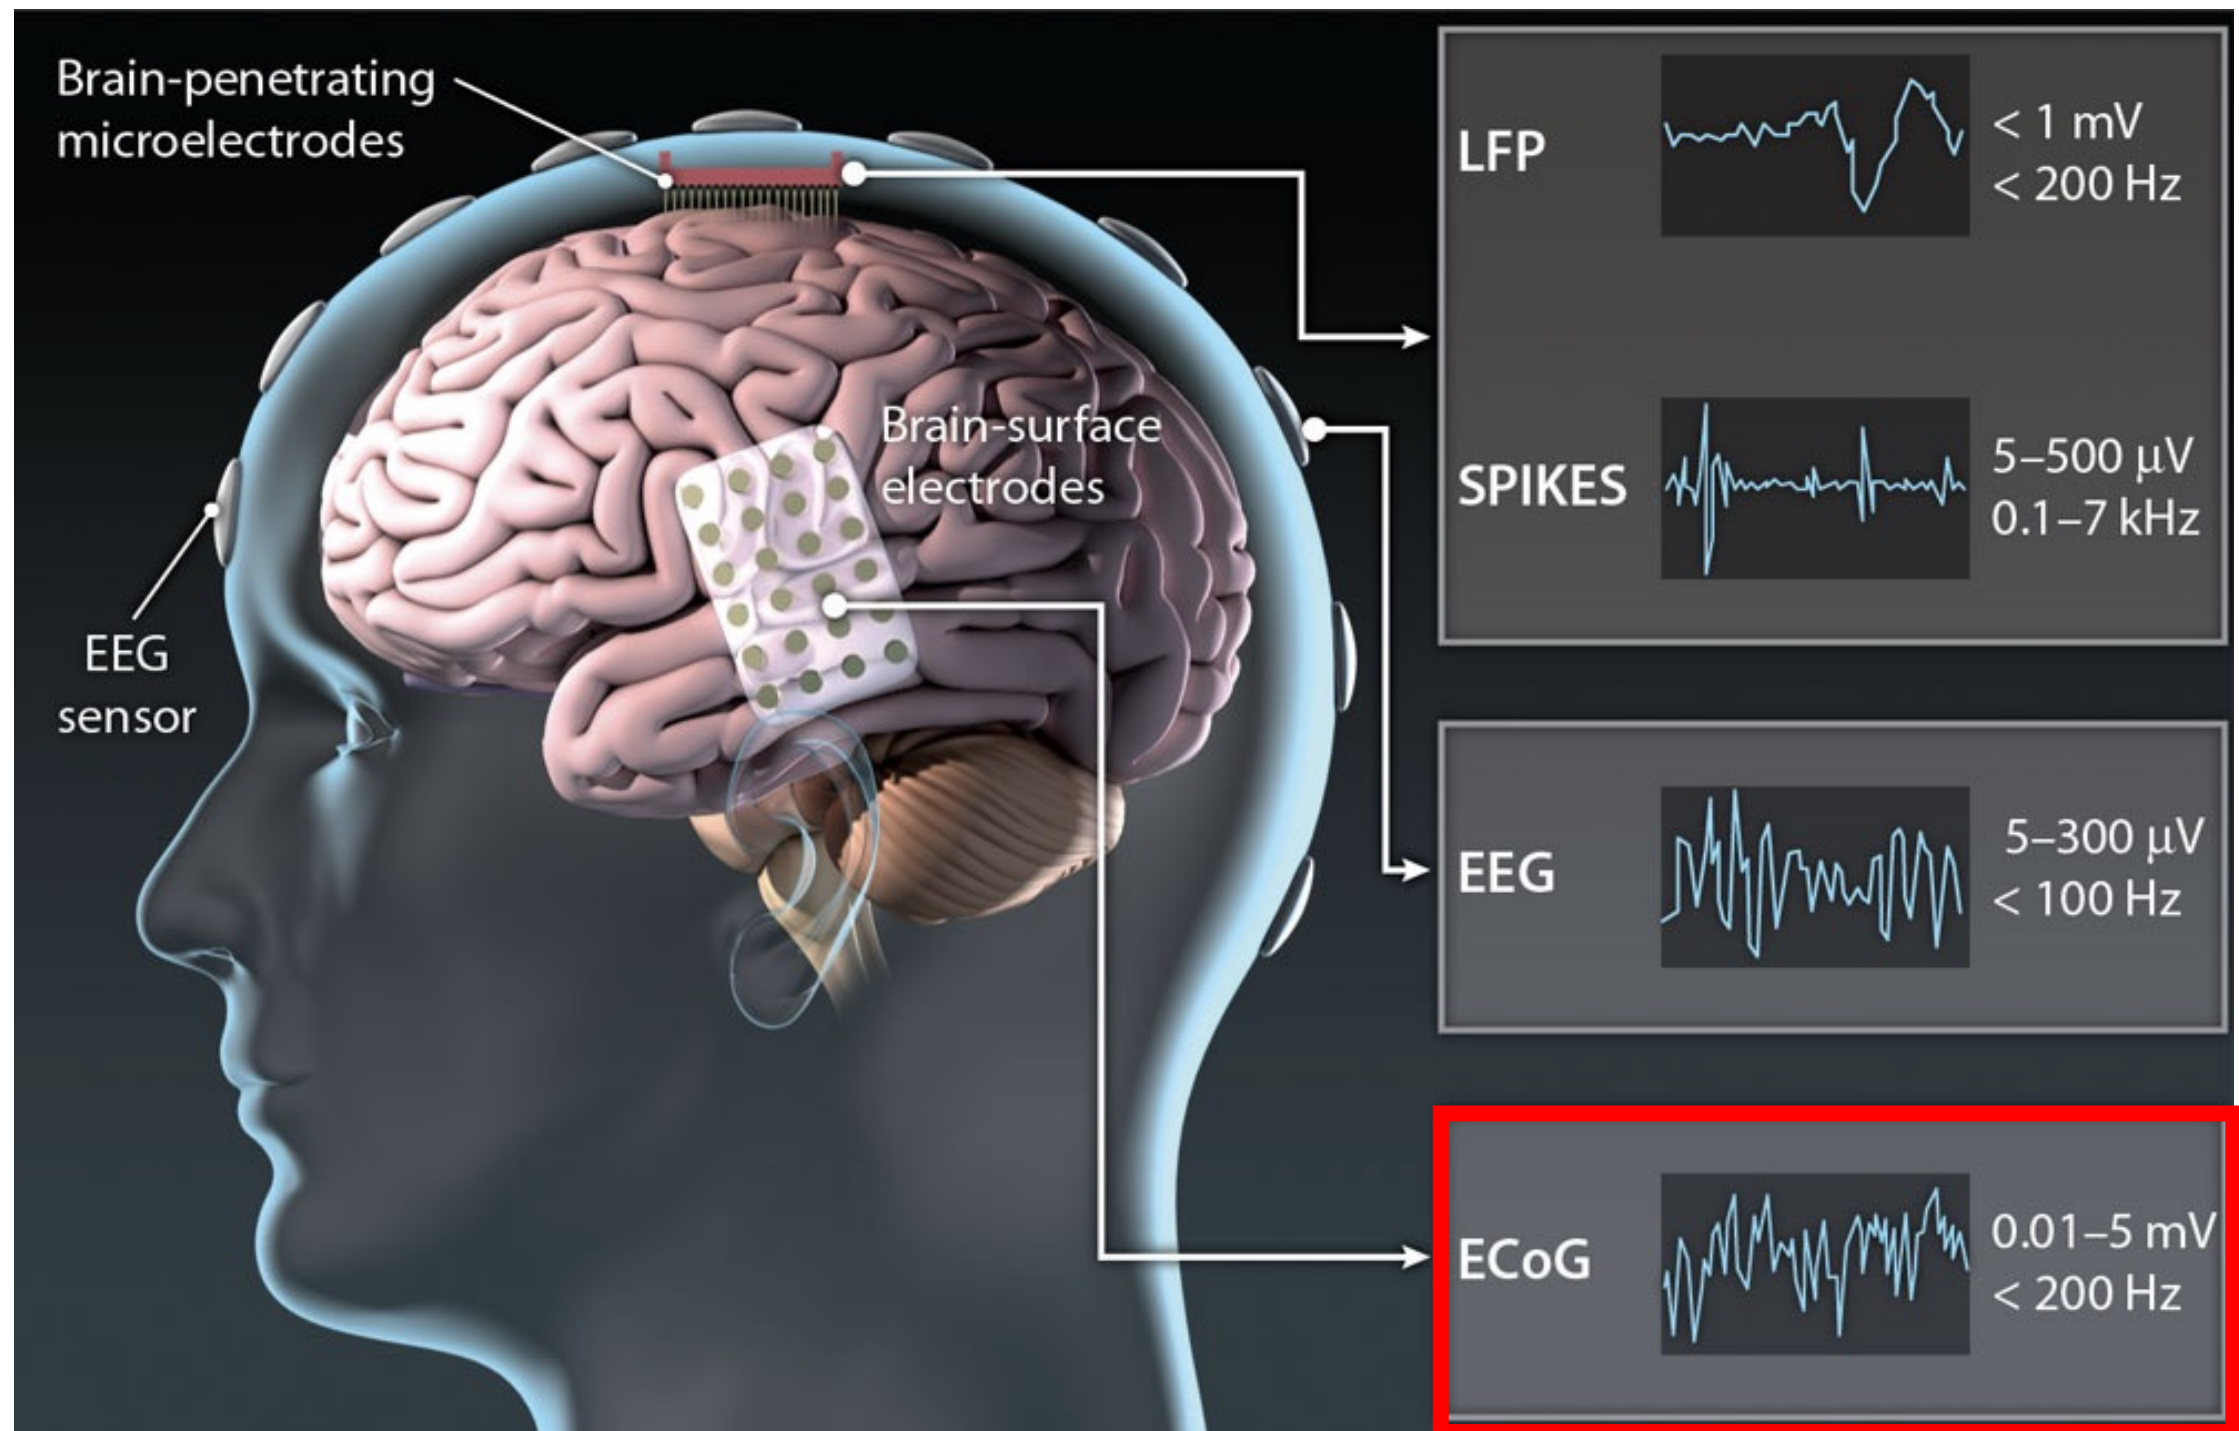 Brain-penetrating
microelectrodes
Brain-surface
electrodes
EEG
sensor
LFP
< 1 mV
< 200 Hz
SPIKES
5–500 μV
0.1–7 kHz
EEG
5–300 μV
< 100 Hz
ECoG
0.01–5 mV
< 200 Hz